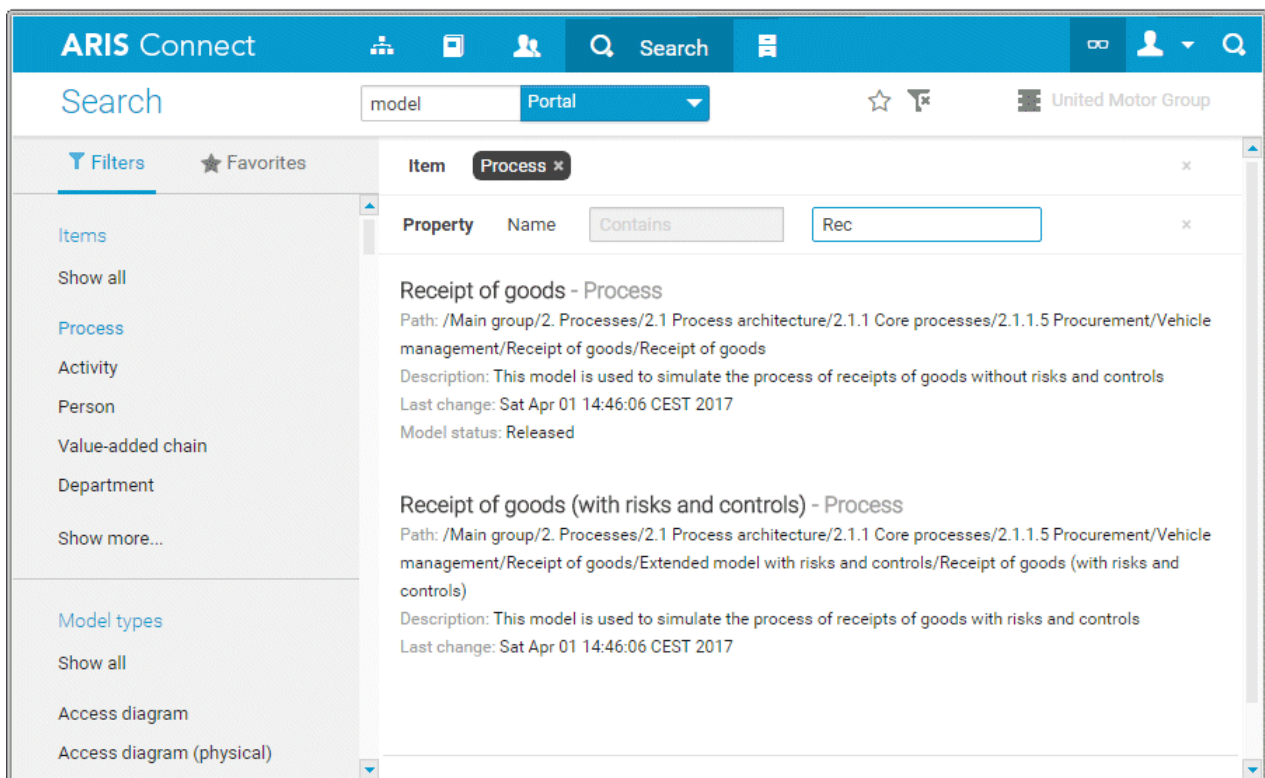 ARIS Connect
Search
Search
model
Portal
United Motor Group
Filters
Favorites
Item
Process ×
×
Property
Name
Contains
Rec
×
Items
Show all
Process
Activity
Person
Value-added chain
Department
Show more...
Model types
Show all
Access diagram
Access diagram (physical)
Receipt of goods - Process
Path: /Main group/2. Processes/2.1 Process architecture/2.1.1 Core processes/2.1.1.5 Procurement/Vehicle
management/Receipt of goods/Receipt of goods
Description: This model is used to simulate the process of receipts of goods without risks and controls
Last change: Sat Apr 01 14:46:06 CEST 2017
Model status: Released
Receipt of goods (with risks and controls) - Process
Path: /Main group/2. Processes/2.1 Process architecture/2.1.1 Core processes/2.1.1.5 Procurement/Vehicle
management/Receipt of goods/Extended model with risks and controls/Receipt of goods (with risks and
controls)
Description: This model is used to simulate the process of receipts of goods with risks and controls
Last change: Sat Apr 01 14:46:06 CEST 2017